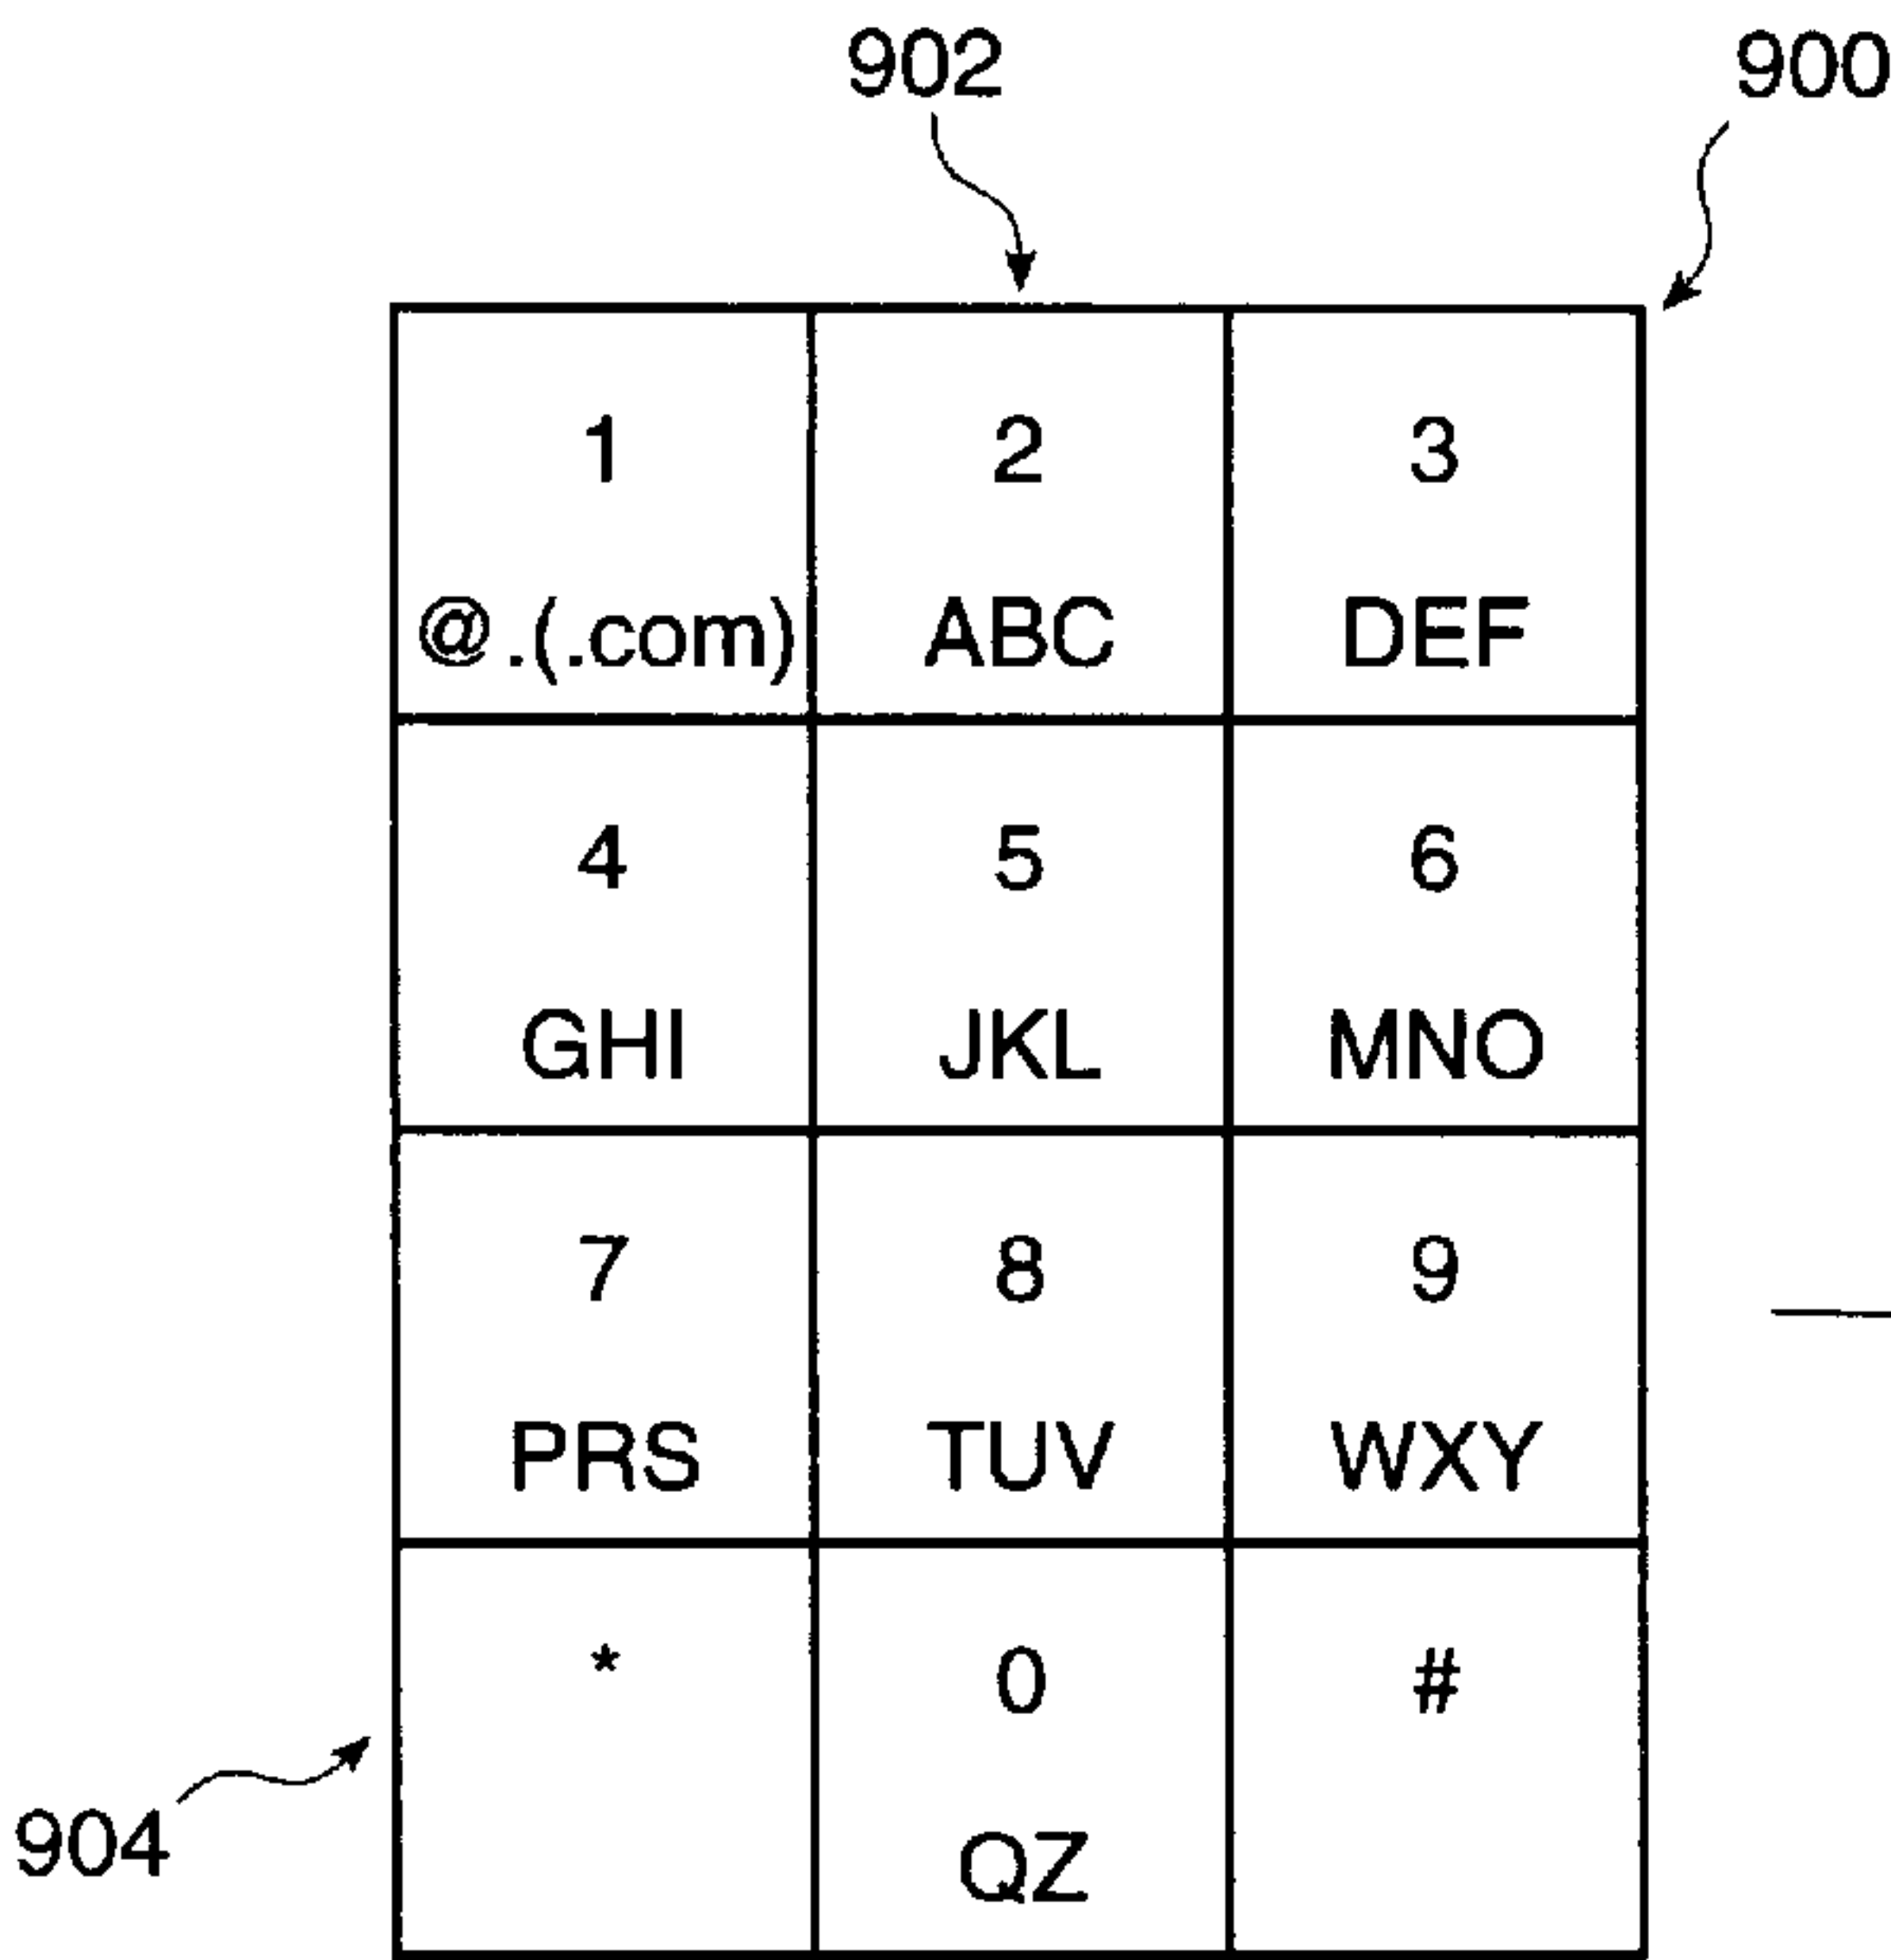 902 900
1 2 3
@.(.com) ABC DEF
4 5 6
GHI JKL MNO
7 8 9
PRS TUV WXY
* 0 #
904
QZ